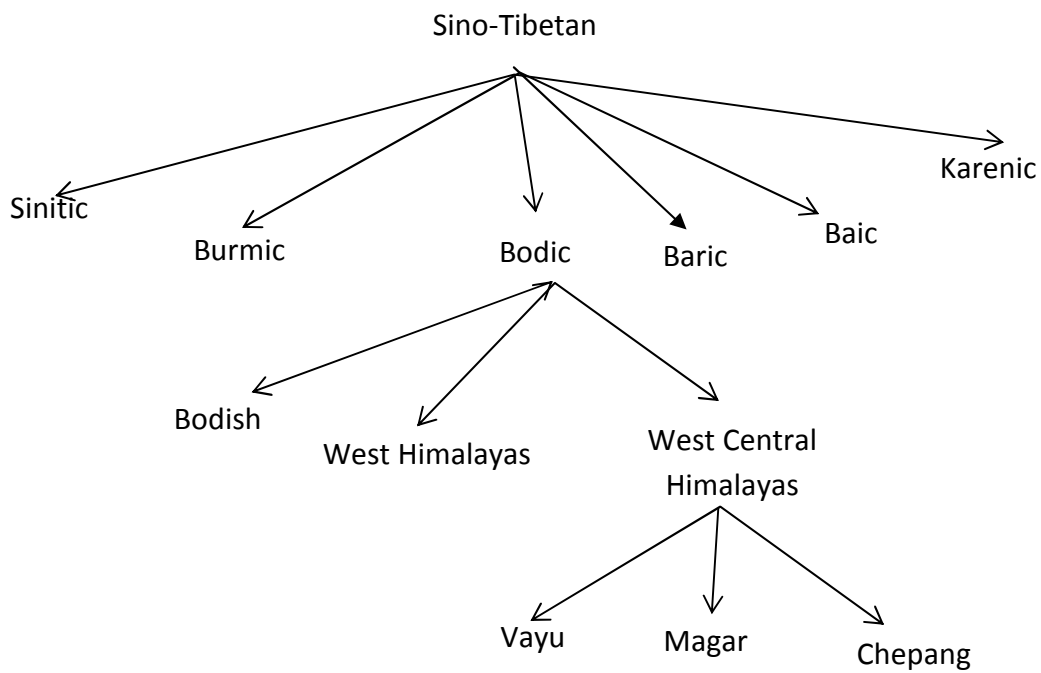 Sino-Tibetan
Karenic
Sinitic
Burmic
Bodic
Baric
Baic
Bodish
West Himalayas
West Central
Himalayas
Vayu
Magar
Chepang